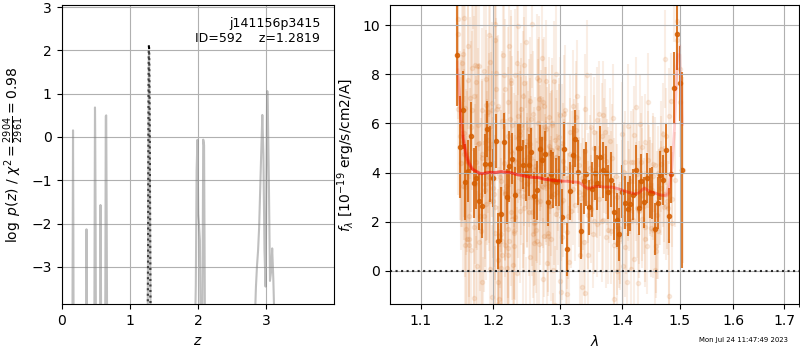 j141156p3415
ID=592 z=1.2819
log p(z) / χ² = 2904/2961 = 0.98
3
2
1
0
−1
−2
−3
0 1 2 3
z
fλ [10⁻¹⁹ erg/s/cm2/A]
10
8
6
4
2
0
1.1 1.2 1.3 1.4 1.5 1.6 1.7
λ
Mon Jul 24 11:47:49 2023